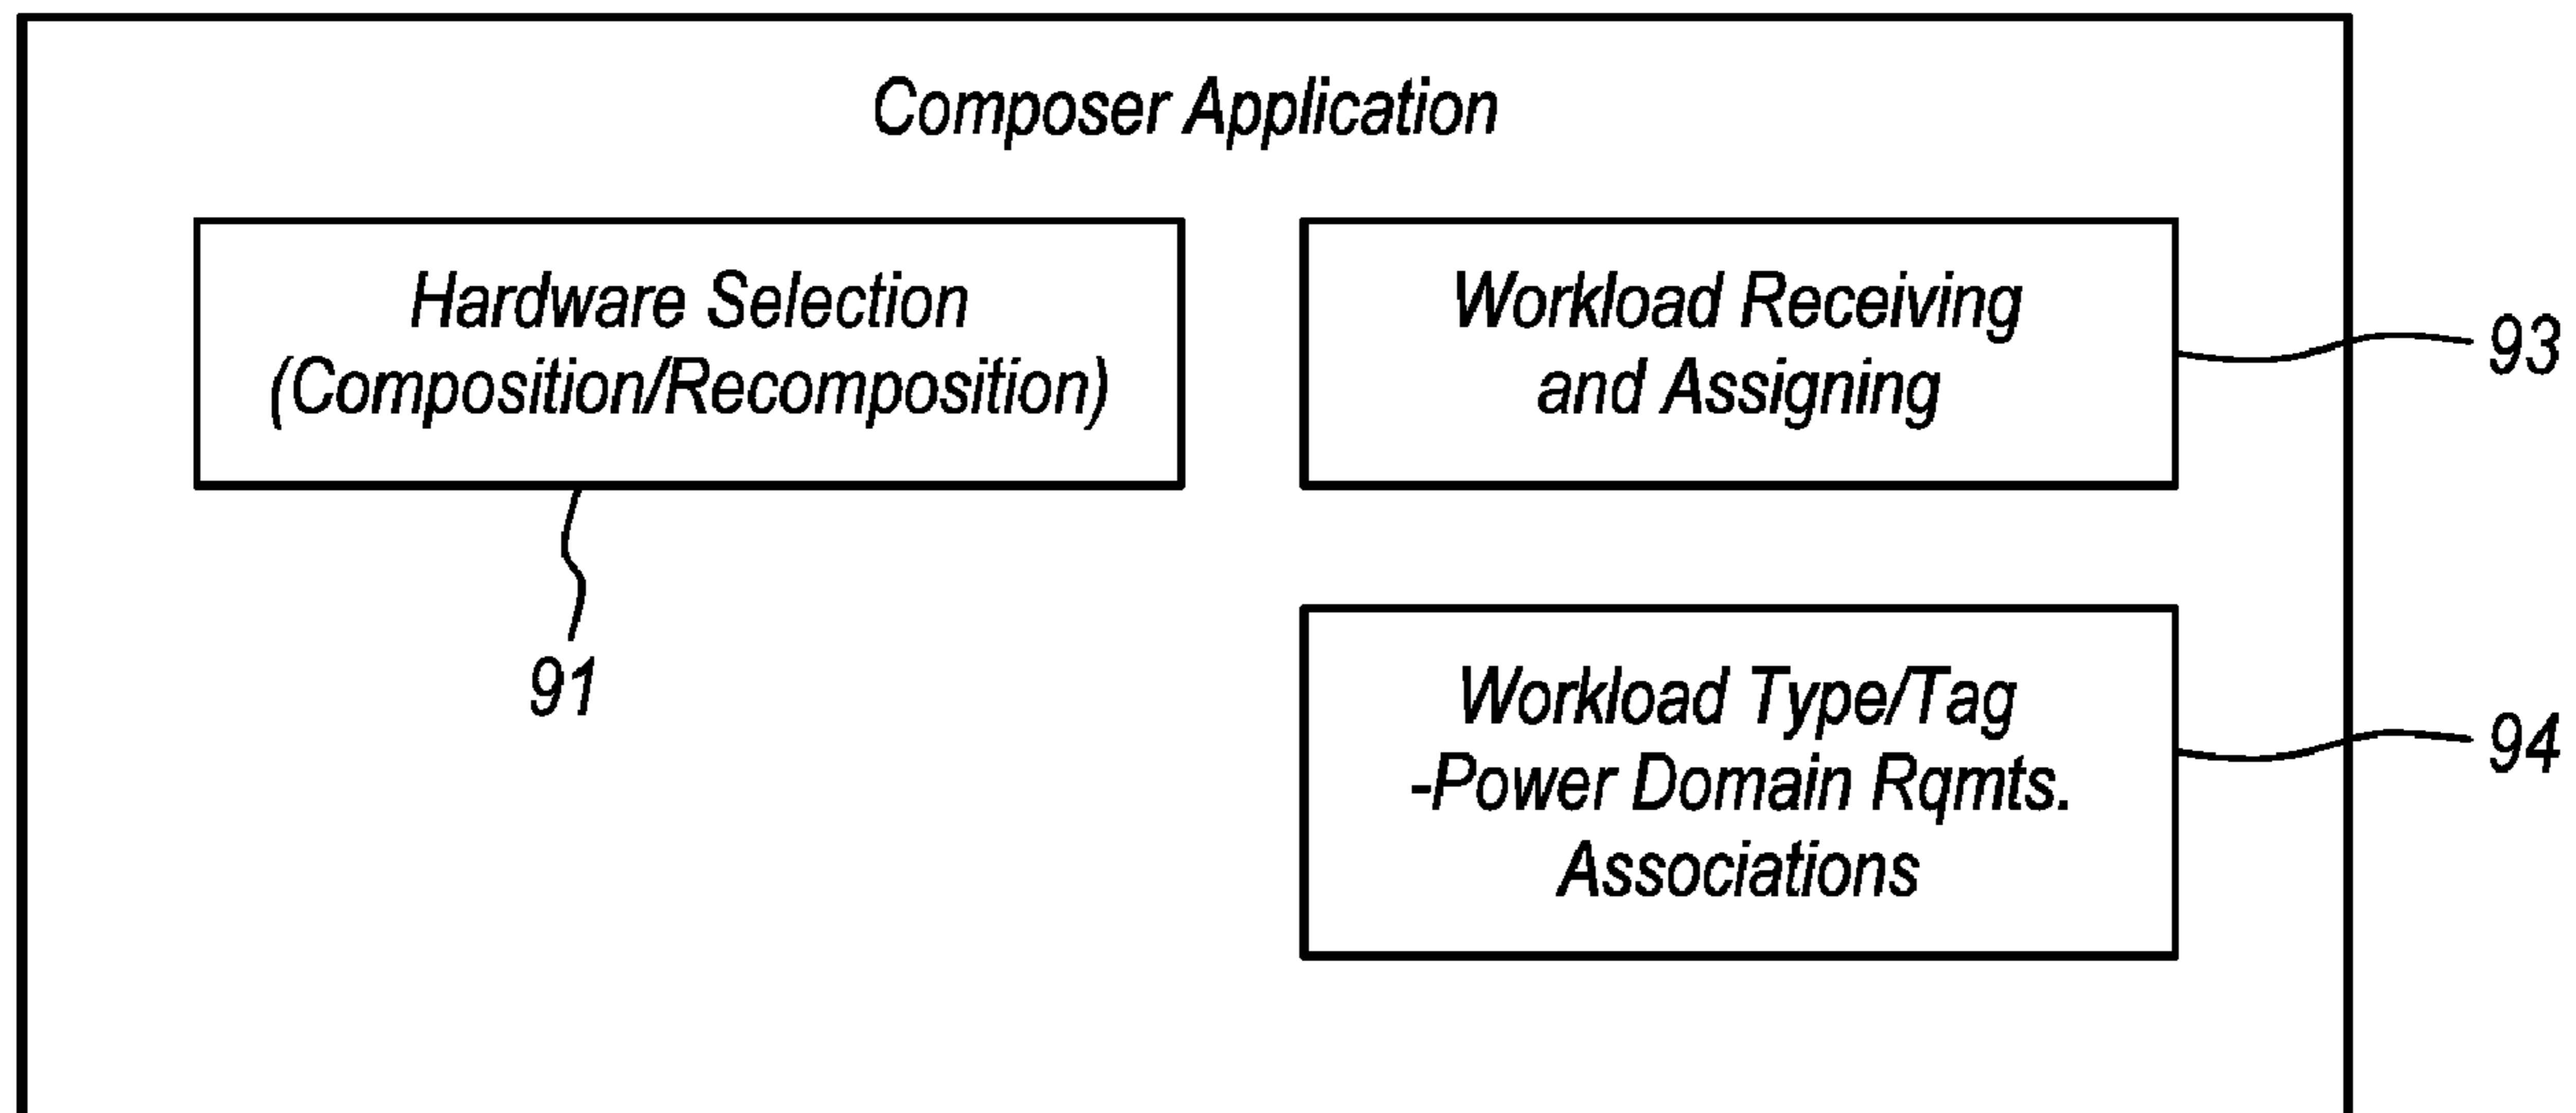 Composer Application
Hardware Selection
(Composition/Recomposition)
91
Workload Receiving
and Assigning
93
Workload Type/Tag
-Power Domain Rqmts.
Associations
94